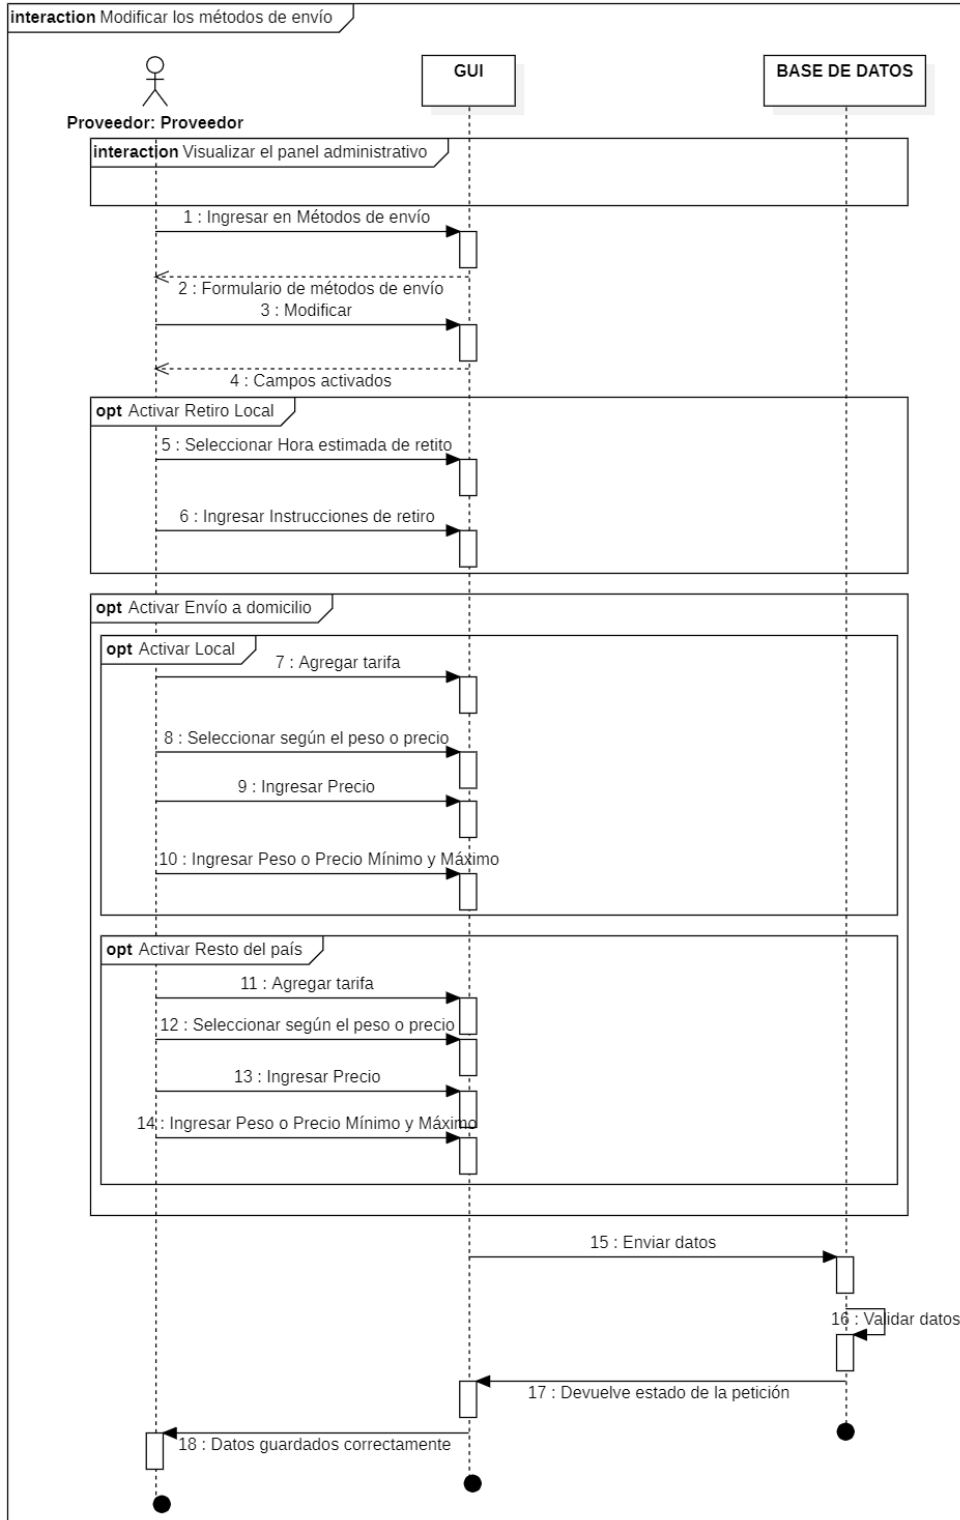 interaction Modificar los métodos de envío
GUI
BASE DE DATOS
Proveedor: Proveedor
interaction Visualizar el panel administrativo
1 : Ingresar en Métodos de envío
2 : Formulario de métodos de envío
3 : Modificar
4 : Campos activados
opt Activar Retiro Local
5 : Seleccionar Hora estimada de retito
6 : Ingresar Instrucciones de retiro
opt Activar Envío a domicilio
opt Activar Local
7 : Agregar tarifa
8 : Seleccionar según el peso o precio
9 : Ingresar Precio
10 : Ingresar Peso o Precio Mínimo y Máximo
opt Activar Resto del país
11 : Agregar tarifa
12 : Seleccionar según el peso o precio
13 : Ingresar Precio
14 : Ingresar Peso o Precio Mínimo y Máximo
15 : Enviar datos
16 : Validar datos
17 : Devuelve estado de la petición
18 : Datos guardados correctamente